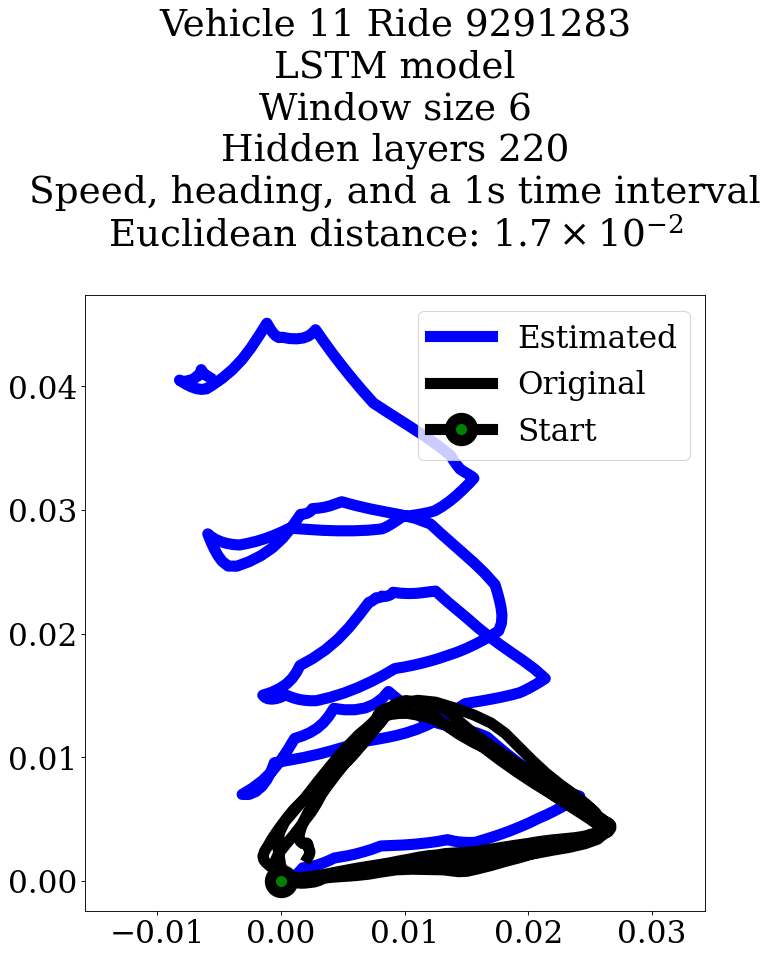 Vehicle 11 Ride 9291283
LSTM model
Window size 6
Hidden layers 220
Speed, heading, and a 1s time interval
Euclidean distance: 1.7 × 10⁻²
Estimated
Original
Start
0.04
0.03
0.02
0.01
0.00
−0.01 0.00 0.01 0.02 0.03